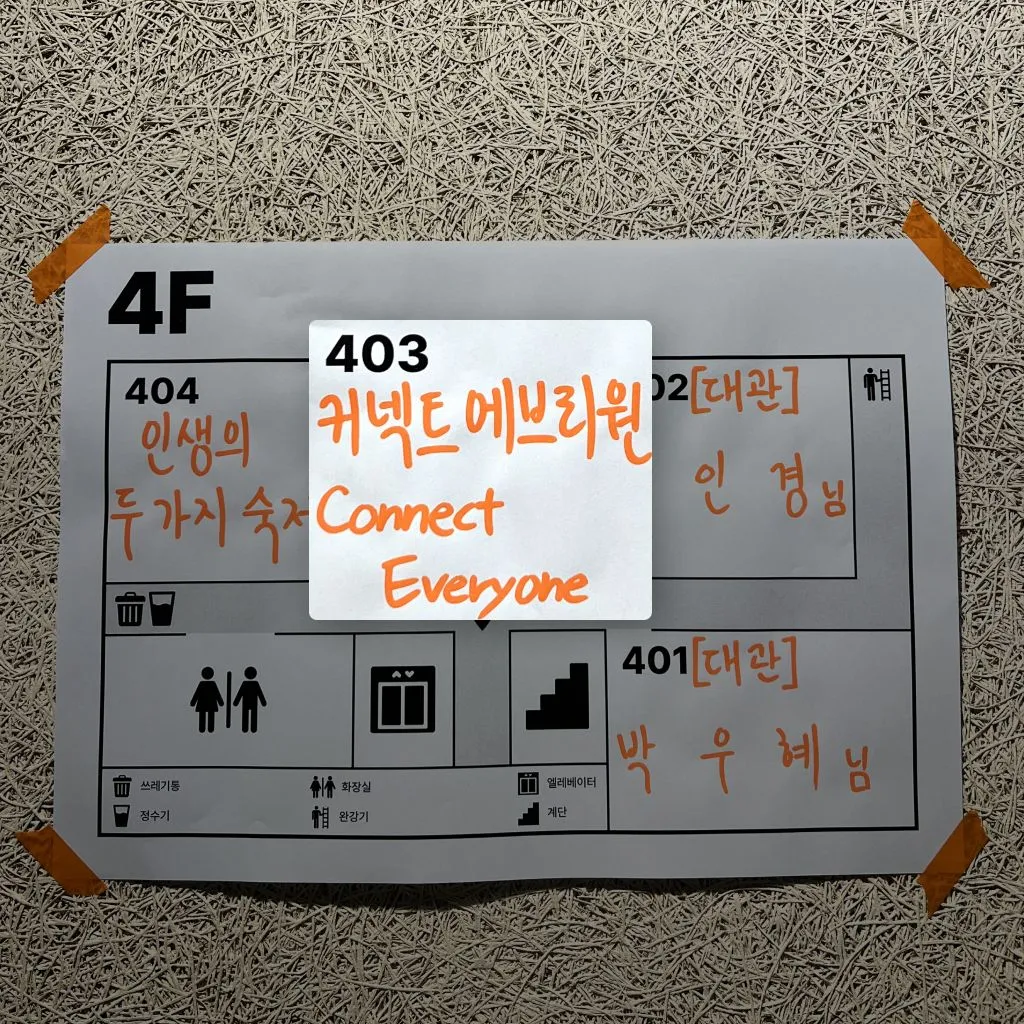 4F
404
인생의
두가지 숙
403
커넥트 에브리원
Connect
Everyone
02 [대관]
인 경님
401 [대관]
박 우 혜 님
쓰레기통
화장실
엘레베이터
정수기
완강기
계단